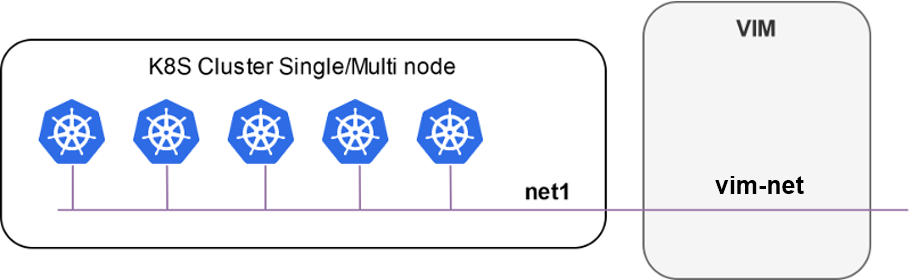 VIM
K8S Cluster Single/Multi node
net1
vim-net